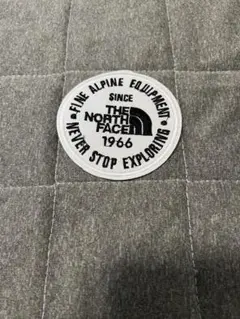 • FINE ALPINE EQUIPMENT •
SINCE
THE
NORTH
FACE
1966
NEVER STOP EXPLORING